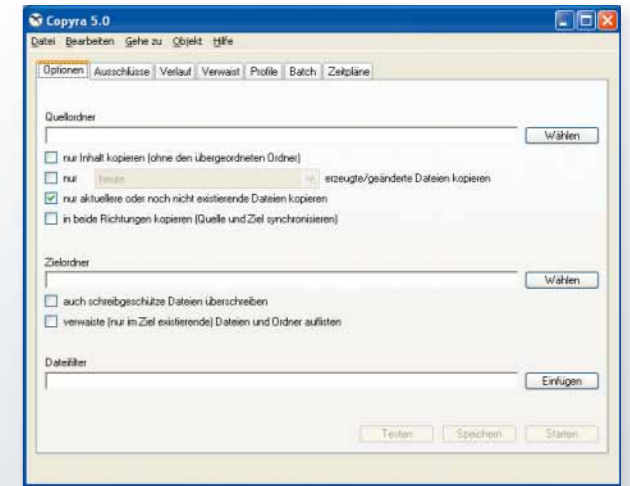 Copyra 5.0
Datei Bearbeiten Gehe zu Objekt Hilfe
Optionen Ausschlüsse Verlauf Verwaist Profile Batch Zeitpläne
Quellordner
Wählen
nur Inhalt kopieren (ohne den übergeordneten Ordner)
nur heute erzeugte/geänderte Dateien kopieren
nur aktuellere oder noch nicht existierende Dateien kopieren
in beide Richtungen kopieren (Quelle und Ziel synchronisieren)
Zielordner
Wählen
auch schreibgeschütze Dateien überschreiben
verwaiste (nur im Ziel existierende) Dateien und Ordner auflisten
Dateifilter
Einfügen
Testen Speichern Starten